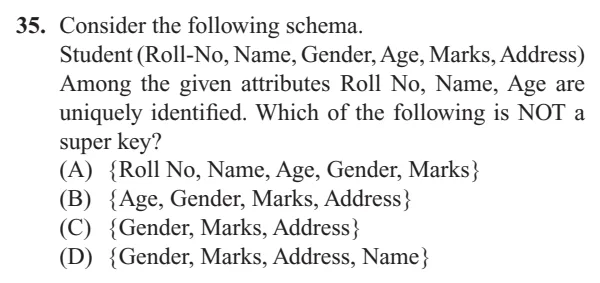 35. Consider the following schema.
Student (Roll-No, Name, Gender, Age, Marks, Address)
Among the given attributes Roll No, Name, Age are
uniquely identified. Which of the following is NOT a
super key?
(A) {Roll No, Name, Age, Gender, Marks}
(B) {Age, Gender, Marks, Address}
(C) {Gender, Marks, Address}
(D) {Gender, Marks, Address, Name}